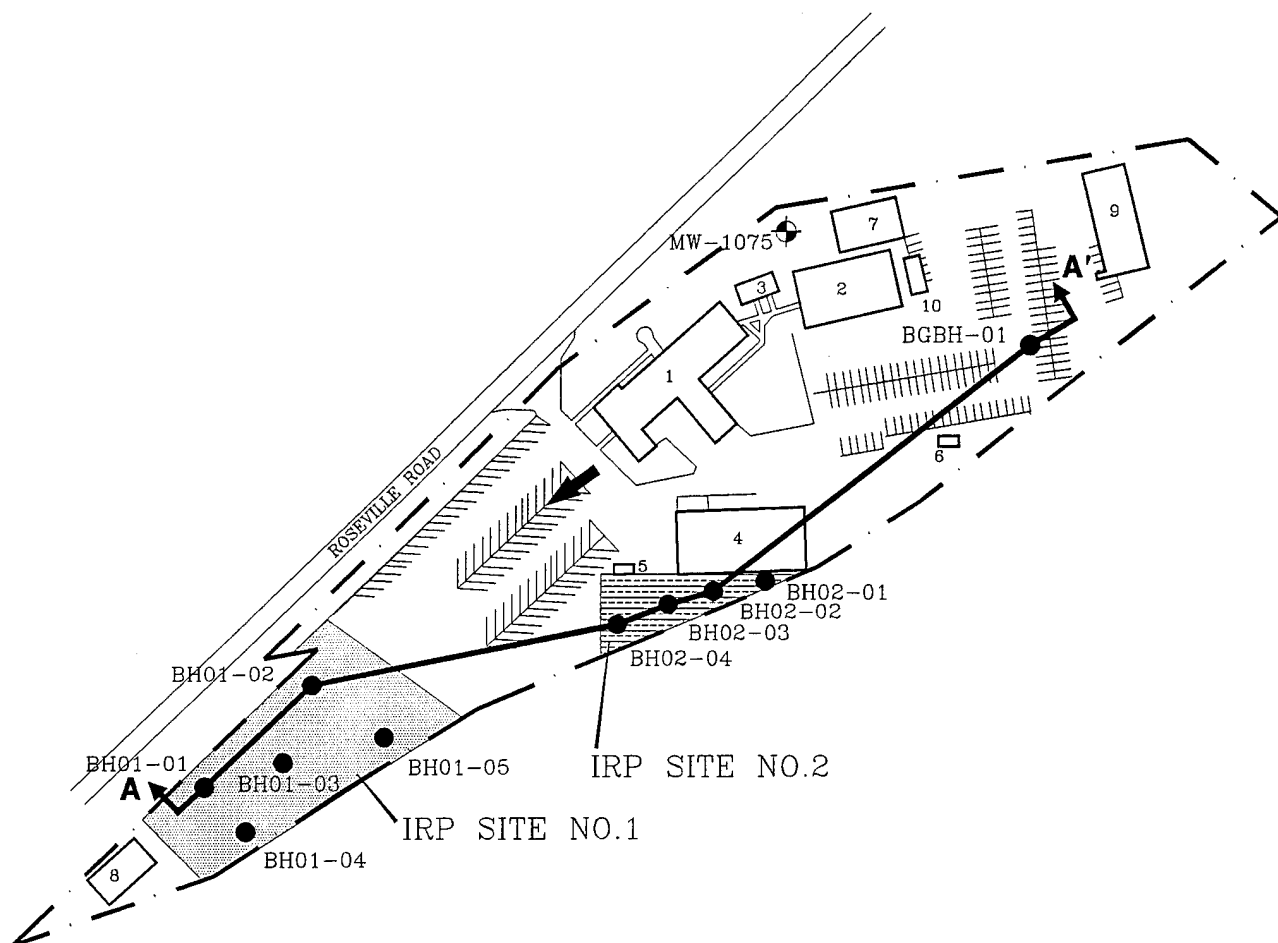 9
7
MW-1075
A'
3
2
10
BGBH-01
1
6
ROSEVILLE ROAD
4
5
BH02-01
BH02-02
BH02-03
BH02-04
BH01-02
BH01-05
BH01-01
BH01-03
IRP SITE NO.2
A
IRP SITE NO.1
BH01-04
8